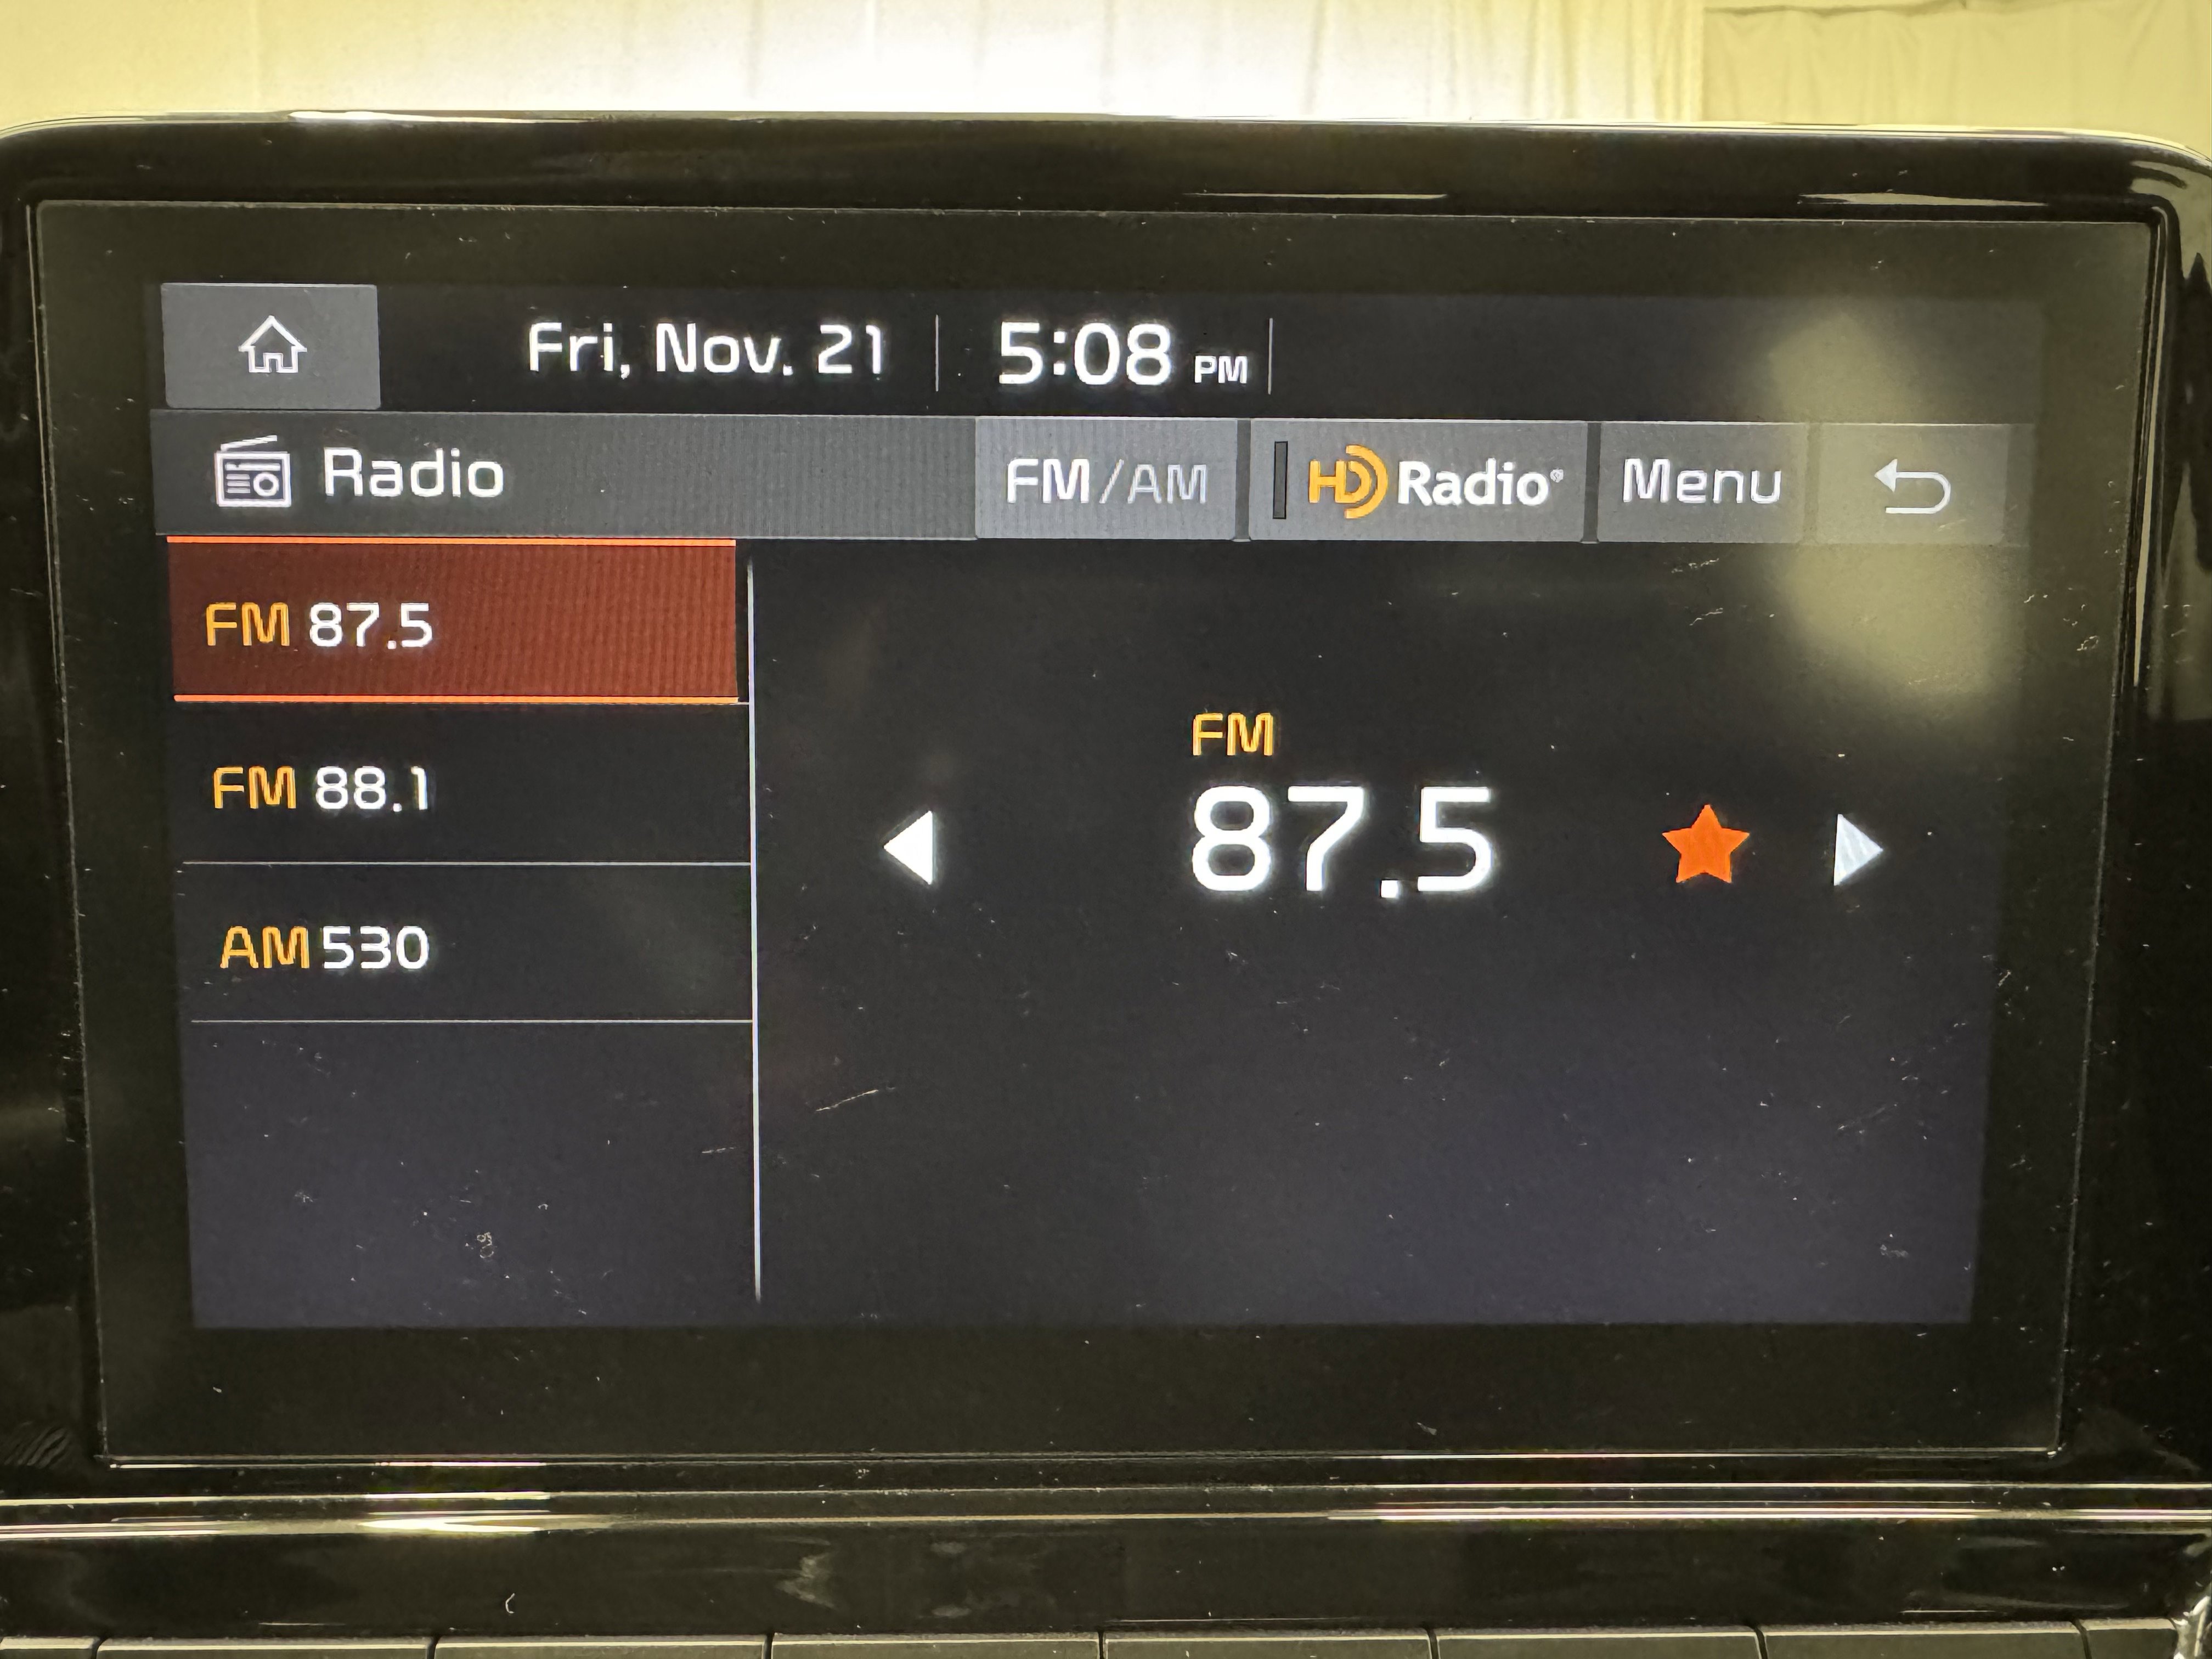 Fri, Nov. 21 5:08 PM
Radio FM/AM HD Radio® Menu
FM 87.5
FM 88.1
AM 530
FM
87.5